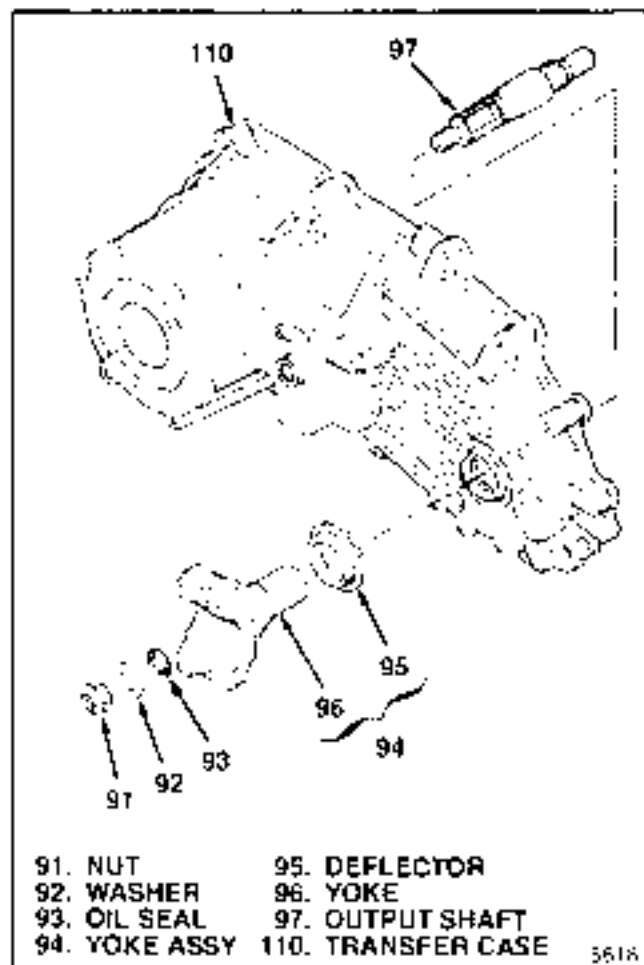 110
97
95
96
94
93
92
91
91. NUT
92. WASHER
93. OIL SEAL
94. YOKE ASSY
95. DEFLECTOR
96. YOKE
97. OUTPUT SHAFT
110. TRANSFER CASE
5618